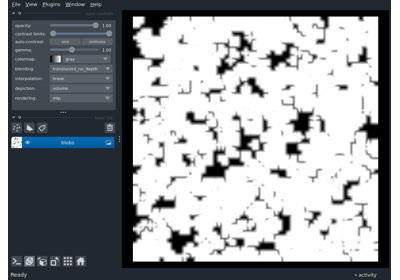 File View Plugins Window Help
opacity: 1.00
contrast limits:
auto-contrast: once continuous
gamma: 1.00
colormap: gray
blending: translucent_no_depth
interpolation: linear
depiction: volume
rendering: mip
blobs
Ready
activity